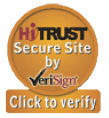 HiTRUST
Secure Site
by
VeriSign
Click to verify